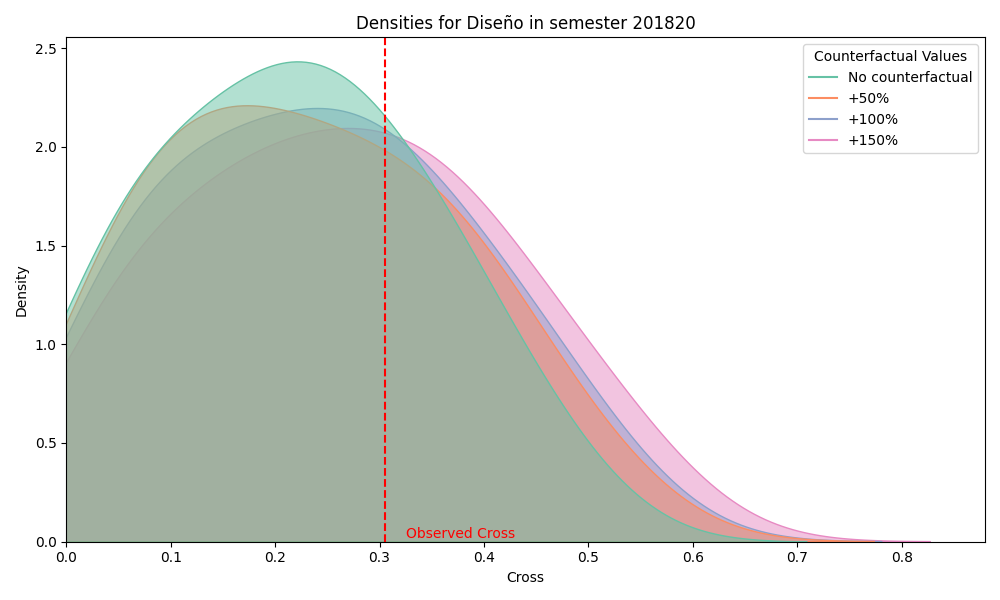 Densities for Diseño in semester 201820
Counterfactual Values
No counterfactual
+50%
+100%
+150%
Density
2.5
2.0
1.5
1.0
0.5
0.0
Observed Cross
0.0 0.1 0.2 0.3 0.4 0.5 0.6 0.7 0.8
Cross